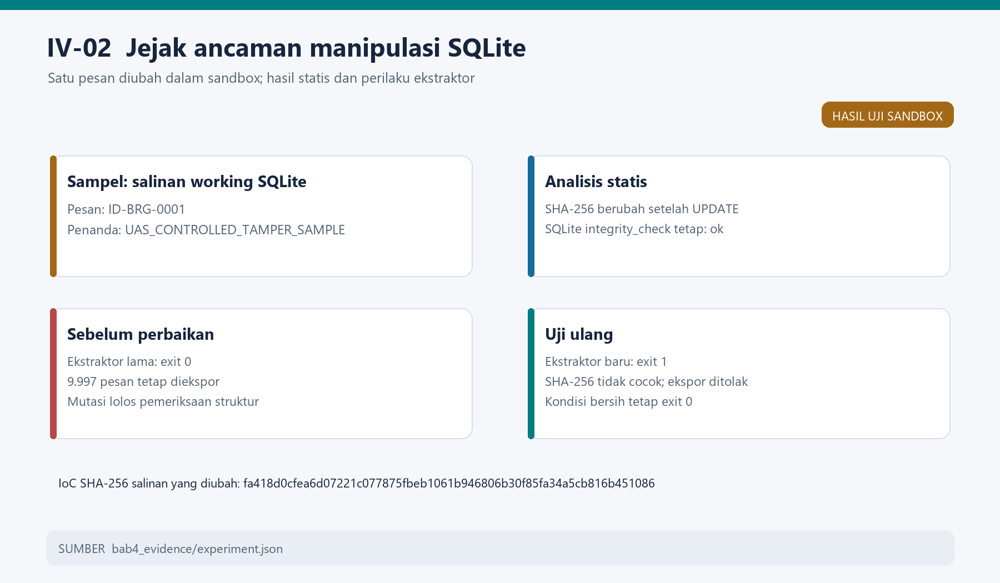 IV-02 Jejak ancaman manipulasi SQLite
Satu pesan diubah dalam sandbox; hasil statis dan perilaku ekstraktor
HASIL UJI SANDBOX
Sampel: salinan working SQLite
Pesan: ID-BRG-0001
Penanda: UAS_CONTROLLED_TAMPER_SAMPLE
Analisis statis
SHA-256 berubah setelah UPDATE
SQLite integrity_check tetap: ok
Sebelum perbaikan
Ekstraktor lama: exit 0
9.997 pesan tetap diekspor
Mutasi lolos pemeriksaan struktur
Uji ulang
Ekstraktor baru: exit 1
SHA-256 tidak cocok; ekspor ditolak
Kondisi bersih tetap exit 0
IoC SHA-256 salinan yang diubah: fa418d0cfea6d07221c077875fbeb1061b946806b30f85fa34a5cb816b451086
SUMBER bab4_evidence/experiment.json